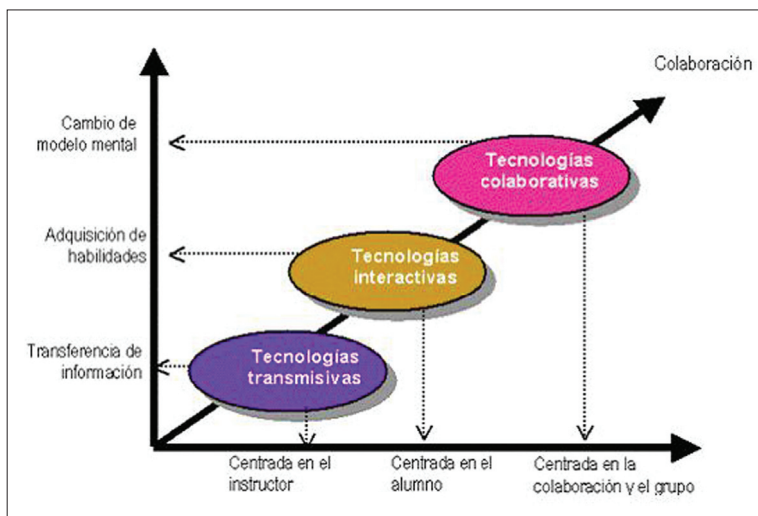 Colaboración
Cambio de
modelo mental
Tecnologías
colaborativas
Adquisición de
habilidades
Tecnologías
interactivas
Transferencia de
información
Tecnologías
transmisivas
Centrada en el
instructor
Centrada en el
alumno
Centrada en la
colaboración y el grupo